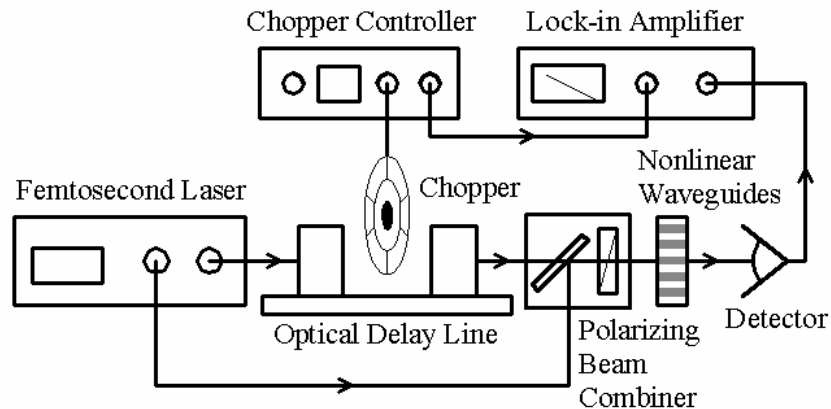 Chopper Controller
Lock-in Amplifier
Femtosecond Laser
Chopper
Nonlinear
Waveguides
Optical Delay Line
Polarizing
Beam
Combiner
Detector